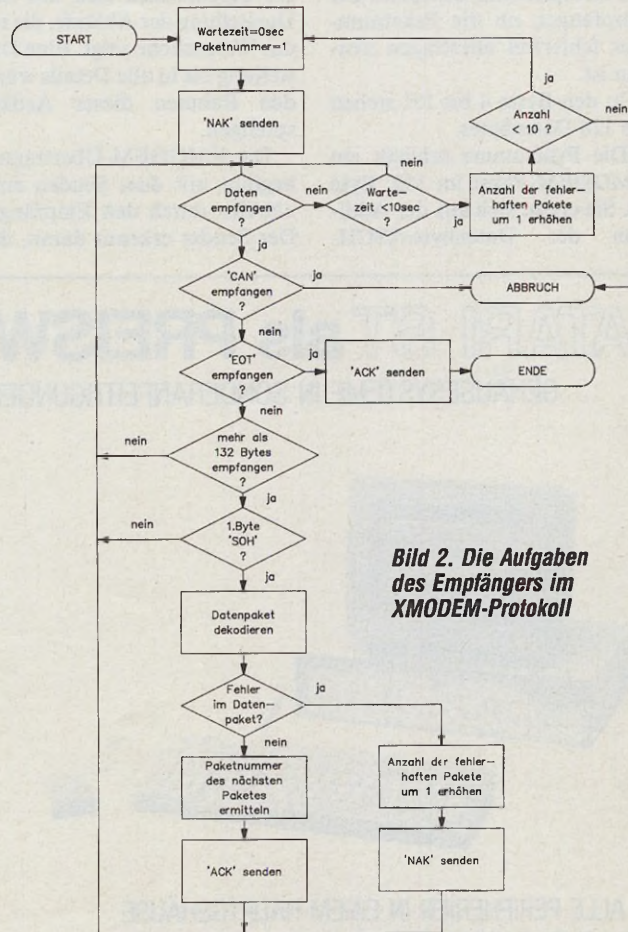 START
Wartezeit=0sec
Paketnummer=1
'NAK' senden
ja
Anzahl
< 10 ?
nein
Daten
empfangen
?
nein
nein
Warte-
zeit <10sec
?
ja
Anzahl der fehler-
haften Pakete
um 1 erhöhen
ja
'CAN'
empfangen
?
ja
ABBRUCH
nein
'EOT'
empfangen
?
ja
'ACK' senden
ENDE
nein
nein
mehr als
132 Bytes
empfangen
?
ja
nein
1.Byte
'SOH'
?
ja
Bild 2. Die Aufgaben
des Empfängers im
XMODEM-Protokoll
Datenpaket
dekodieren
Fehler
im Daten-
paket?
ja
nein
Paketnummer
des nächsten
Paketes
ermitteln
Anzahl der fehler-
haften Pakete
um 1 erhöhen
'ACK' senden
'NAK' senden